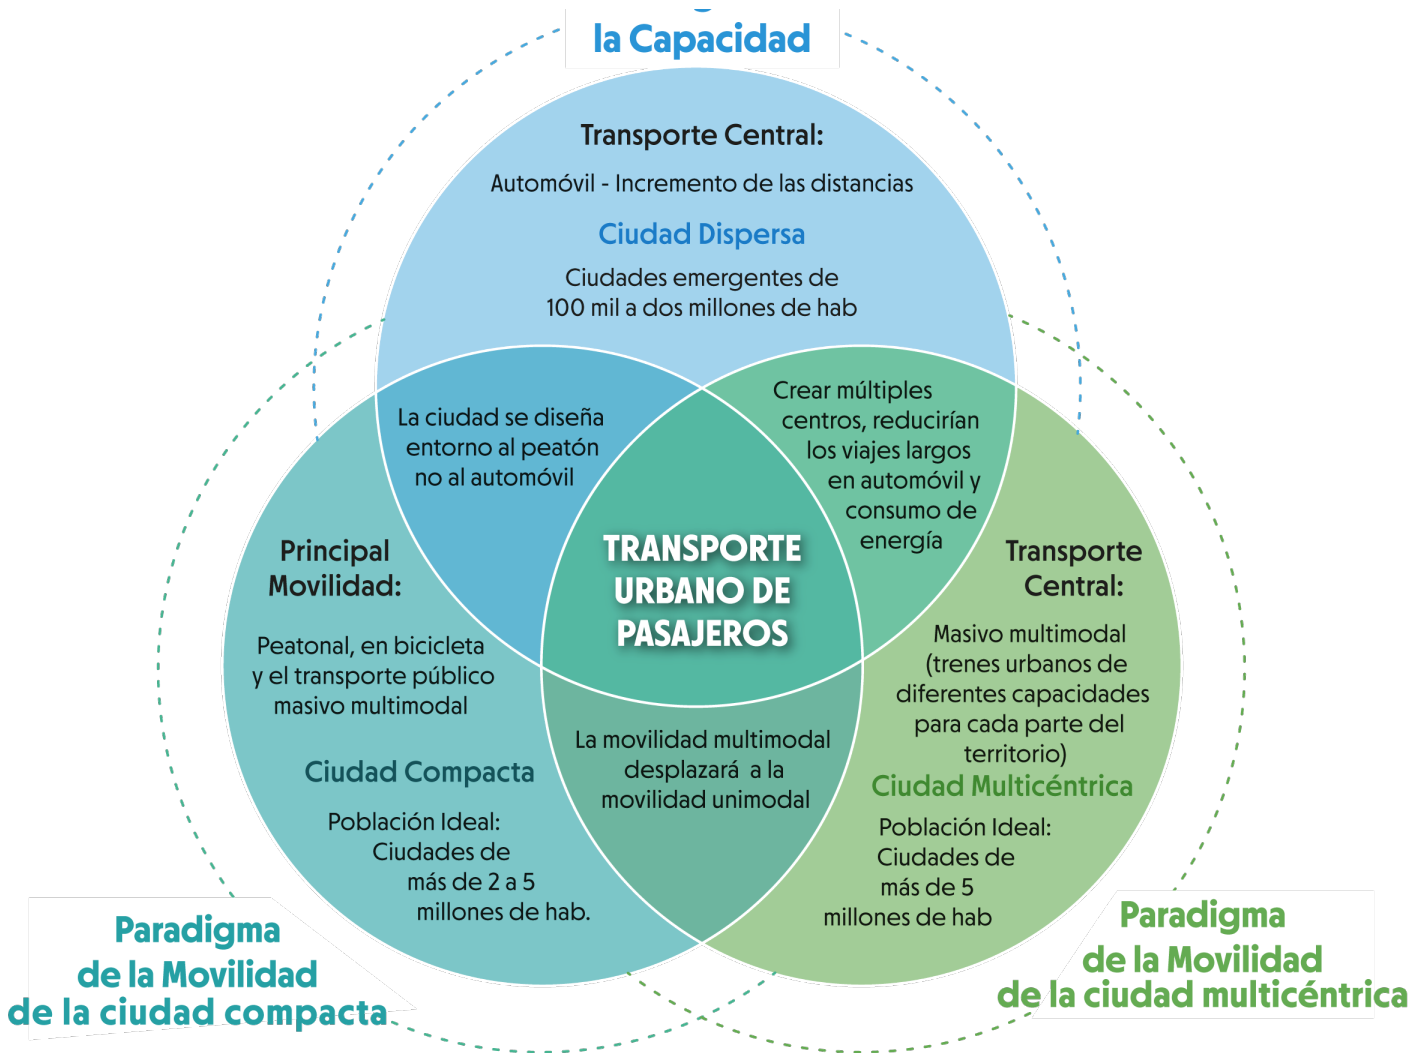 la Capacidad
Transporte Central:
Automóvil - Incremento de las distancias
Ciudad Dispersa
Ciudades emergentes de
100 mil a dos millones de hab
La ciudad se diseña
entorno al peatón
no al automóvil
Crear múltiples
centros, reducirían
los viajes largos
en automóvil y
consumo de
energía
TRANSPORTE
URBANO DE
PASAJEROS
Principal
Movilidad:
Peatonal, en bicicleta
y el transporte público
masivo multimodal
Ciudad Compacta
Población Ideal:
Ciudades de
más de 2 a 5
millones de hab.
La movilidad multimodal
desplazará a la
movilidad unimodal
Transporte
Central:
Masivo multimodal
(trenes urbanos de
diferentes capacidades
para cada parte del
territorio)
Ciudad Multicéntrica
Población Ideal:
Ciudades de
más de 5
millones de hab
Paradigma
de la Movilidad
de la ciudad compacta
Paradigma
de la Movilidad
de la ciudad multicéntrica